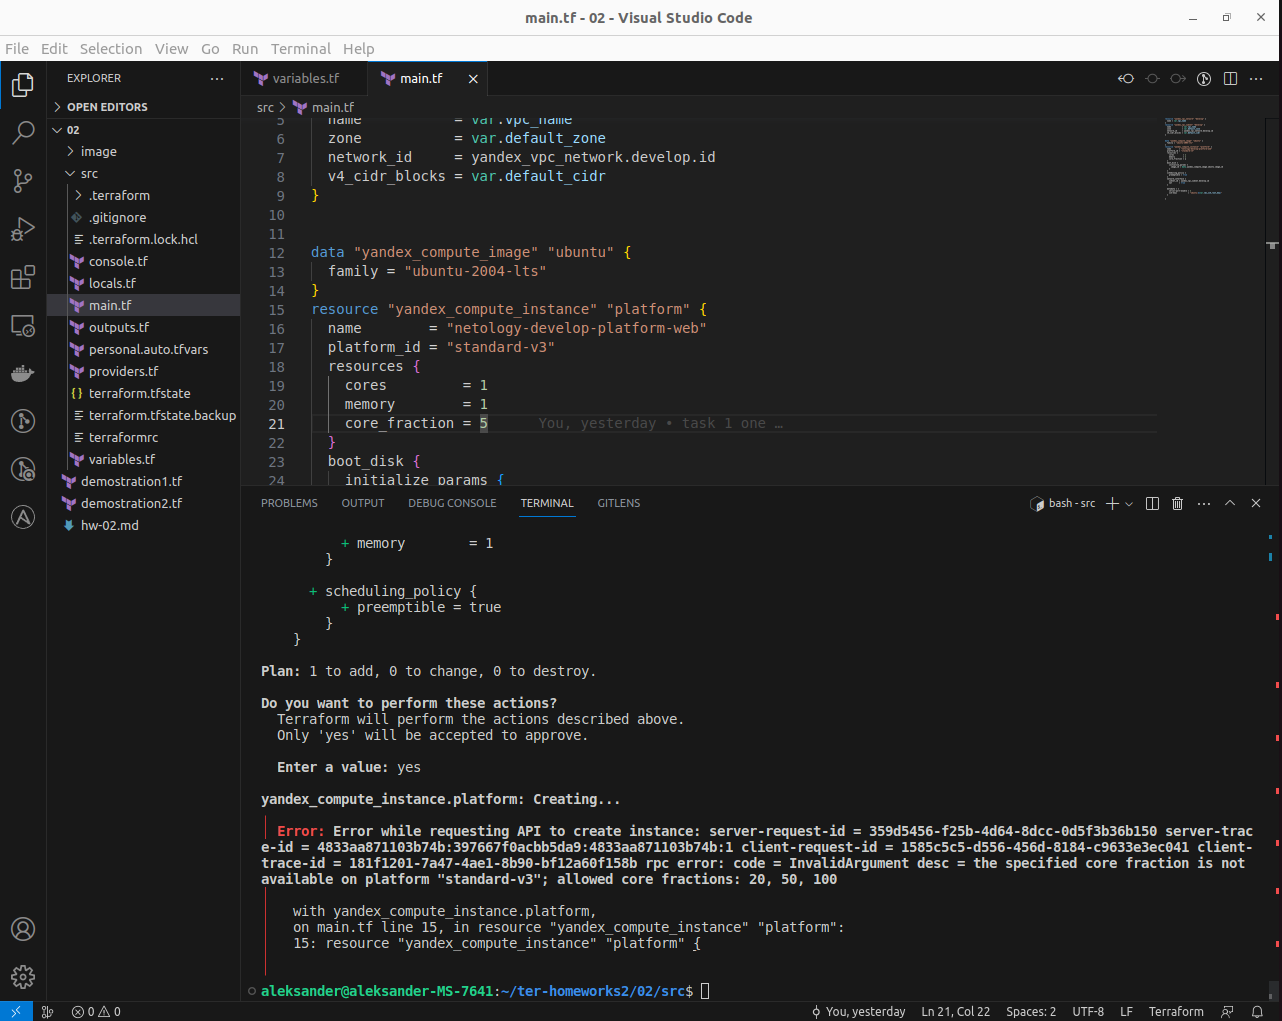 main.tf - 02 - Visual Studio Code
File Edit Selection View Go Run Terminal Help
EXPLORER
OPEN EDITORS
02
image
src
.terraform
.gitignore
.terraform.lock.hcl
console.tf
locals.tf
main.tf
outputs.tf
personal.auto.tfvars
providers.tf
terraform.tfstate
terraform.tfstate.backup
terraformrc
variables.tf
demostration1.tf
demostration2.tf
hw-02.md
variables.tf main.tf
src > main.tf
5 name = var.vpc_name
6 zone = var.default_zone
7 network_id = yandex_vpc_network.develop.id
8 v4_cidr_blocks = var.default_cidr
9 }
10
11
12 data "yandex_compute_image" "ubuntu" {
13 family = "ubuntu-2004-lts"
14 }
15 resource "yandex_compute_instance" "platform" {
16 name = "netology-develop-platform-web"
17 platform_id = "standard-v3"
18 resources {
19 cores = 1
20 memory = 1
21 core_fraction = 5 You, yesterday • task 1 one …
22 }
23 boot_disk {
24 initialize_params {
PROBLEMS OUTPUT DEBUG CONSOLE TERMINAL GITLENS
bash - src
+ memory = 1
}
+ scheduling_policy {
+ preemptible = true
}
}
Plan: 1 to add, 0 to change, 0 to destroy.
Do you want to perform these actions?
Terraform will perform the actions described above.
Only 'yes' will be accepted to approve.
Enter a value: yes
yandex_compute_instance.platform: Creating...
Error: Error while requesting API to create instance: server-request-id = 359d5456-f25b-4d64-8dcc-0d5f3b36b150 server-trac
e-id = 4833aa871103b74b:397667f0acbb5da9:4833aa871103b74b:1 client-request-id = 1585c5c5-d556-456d-8184-c9633e3ec041 client-
trace-id = 181f1201-7a47-4ae1-8b90-bf12a60f158b rpc error: code = InvalidArgument desc = the specified core fraction is not
available on platform "standard-v3"; allowed core fractions: 20, 50, 100
with yandex_compute_instance.platform,
on main.tf line 15, in resource "yandex_compute_instance" "platform":
15: resource "yandex_compute_instance" "platform" {
aleksander@aleksander-MS-7641:~/ter-homeworks2/02/src$
0 0 You, yesterday Ln 21, Col 22 Spaces: 2 UTF-8 LF Terraform